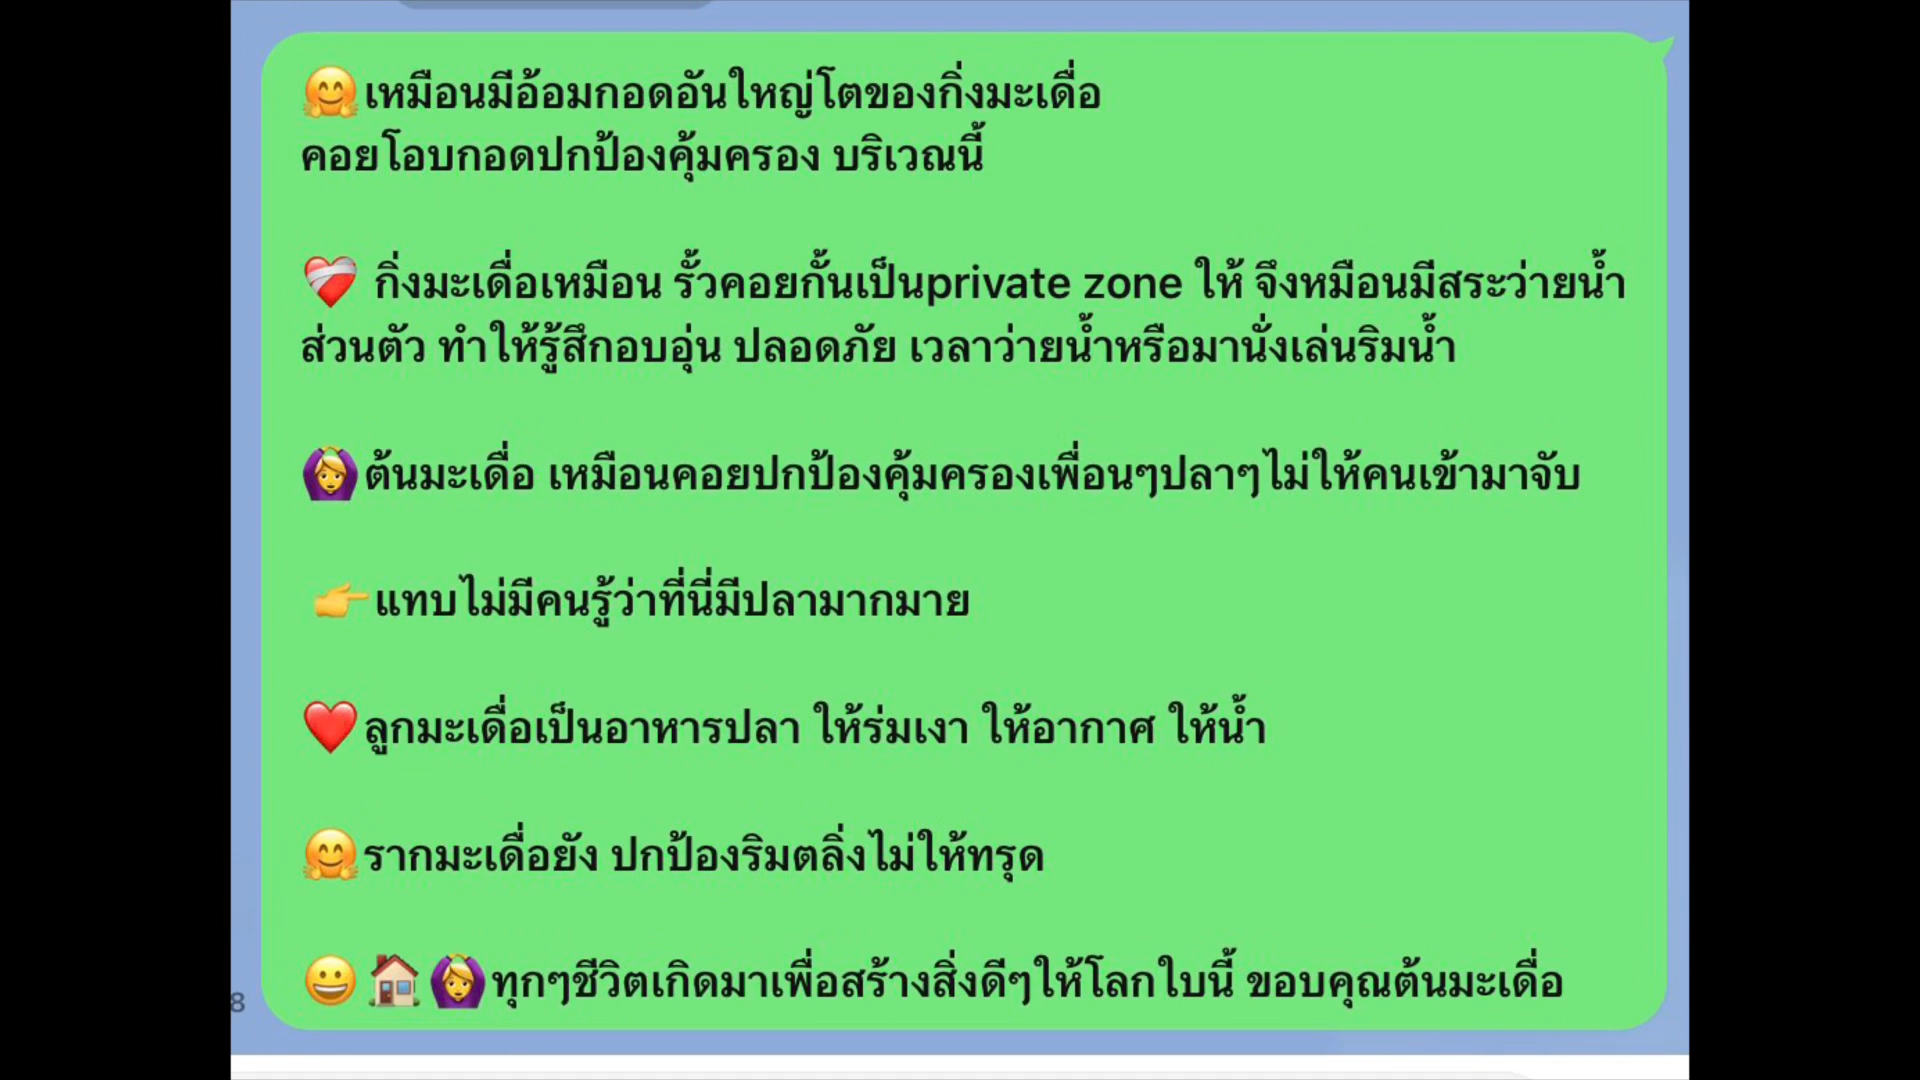 🤗เหมือนมีอ้อมกอดอันใหญ่โตของกิ่งมะเดื่อ
คอยโอบกอดปกป้องคุ้มครอง บริเวณนี้
❤️‍🩹 กิ่งมะเดื่อเหมือน รั้วคอยกั้นเป็นprivate zone ให้ จึงหมือนมีสระว่ายน้ำ
ส่วนตัว ทำให้รู้สึกอบอุ่น ปลอดภัย เวลาว่ายน้ำหรือมานั่งเล่นริมน้ำ
🙆‍♀️ต้นมะเดื่อ เหมือนคอยปกป้องคุ้มครองเพื่อนๆปลาๆไม่ให้คนเข้ามาจับ
👉แทบไม่มีคนรู้ว่าที่นี่มีปลามากมาย
❤️ลูกมะเดื่อเป็นอาหารปลา ให้ร่มเงา ให้อากาศ ให้น้ำ
🤗รากมะเดื่อยัง ปกป้องริมตลิ่งไม่ให้ทรุด
😀🏠🙆‍♀️ทุกๆชีวิตเกิดมาเพื่อสร้างสิ่งดีๆให้โลกใบนี้ ขอบคุณต้นมะเดื่อ
8